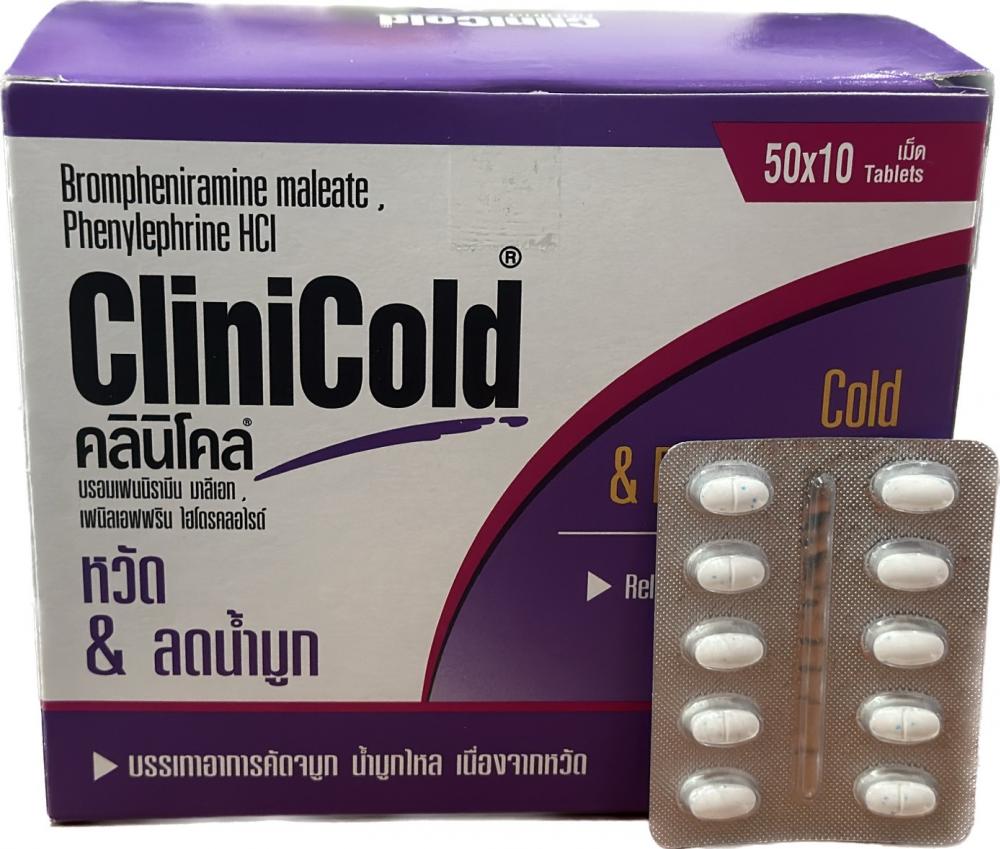 CliniCold
50x10 เม็ด
Tablets
Brompheniramine maleate ,
Phenylephrine HCl
CliniCold®
คลินิโคล®
บรอมเฟนนิรามีน มาลีเอท ,
เฟนิลเอฟฟริน ไฮโดรคลอไรด์
หวัด
& ลดน้ำมูก
Cold
&
บรรเทาอาการคัดจมูก น้ำมูกไหล เนื่องจากหวัด